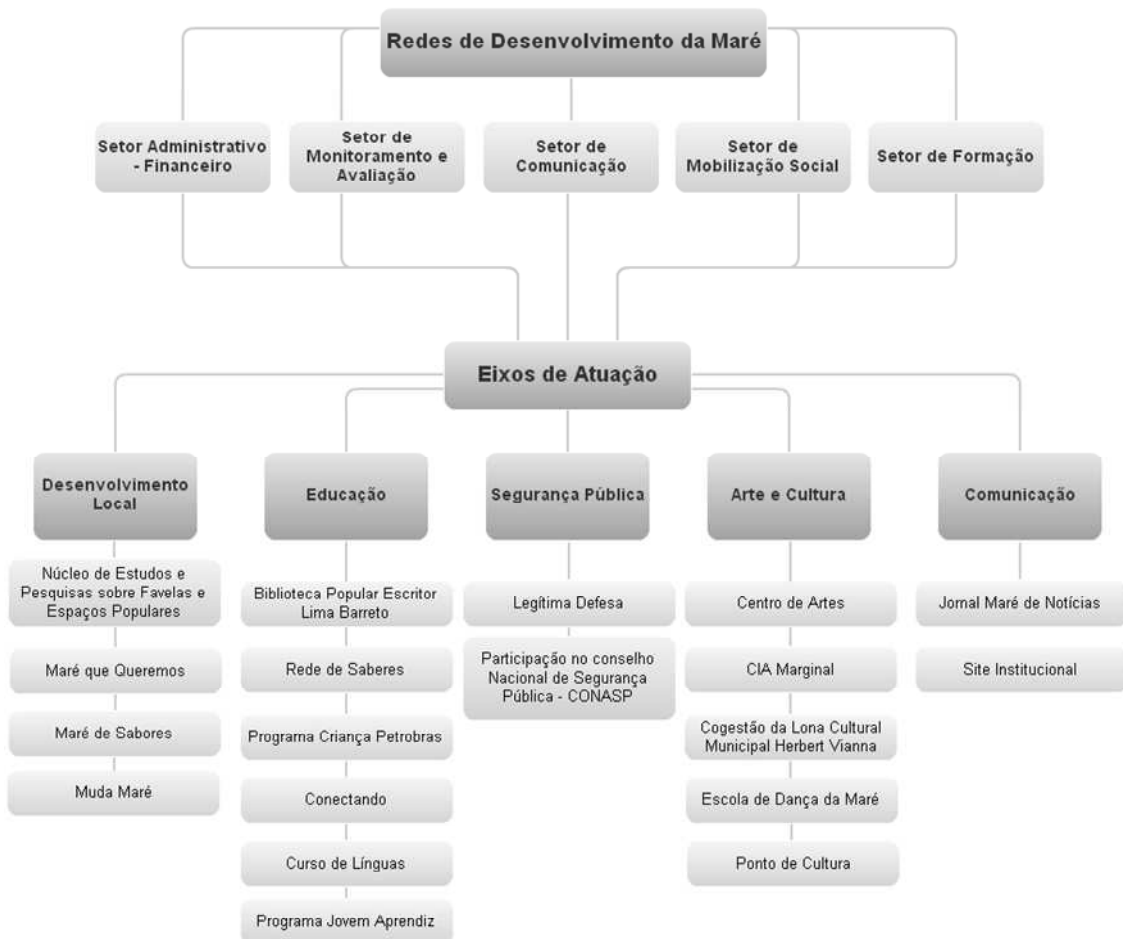 Redes de Desenvolvimento da Maré
Setor Administrativo
- Financeiro
Setor de
Monitoramento e
Avaliação
Setor de
Comunicação
Setor de
Mobilização Social
Setor de Formação
Eixos de Atuação
Desenvolvimento
Local
Núcleo de Estudos e
Pesquisas sobre Favelas e
Espaços Populares
Maré que Queremos
Maré de Sabores
Muda Maré
Educação
Biblioteca Popular Escritor
Lima Barreto
Rede de Saberes
Programa Criança Petrobras
Conectando
Curso de Línguas
Programa Jovem Aprendiz
Segurança Pública
Legítima Defesa
Participação no conselho
Nacional de Segurança
Pública - CONASP
Arte e Cultura
Centro de Artes
CIA Marginal
Cogestão da Lona Cultural
Municipal Herbert Vianna
Escola de Dança da Maré
Ponto de Cultura
Comunicação
Jornal Maré de Notícias
Site Institucional